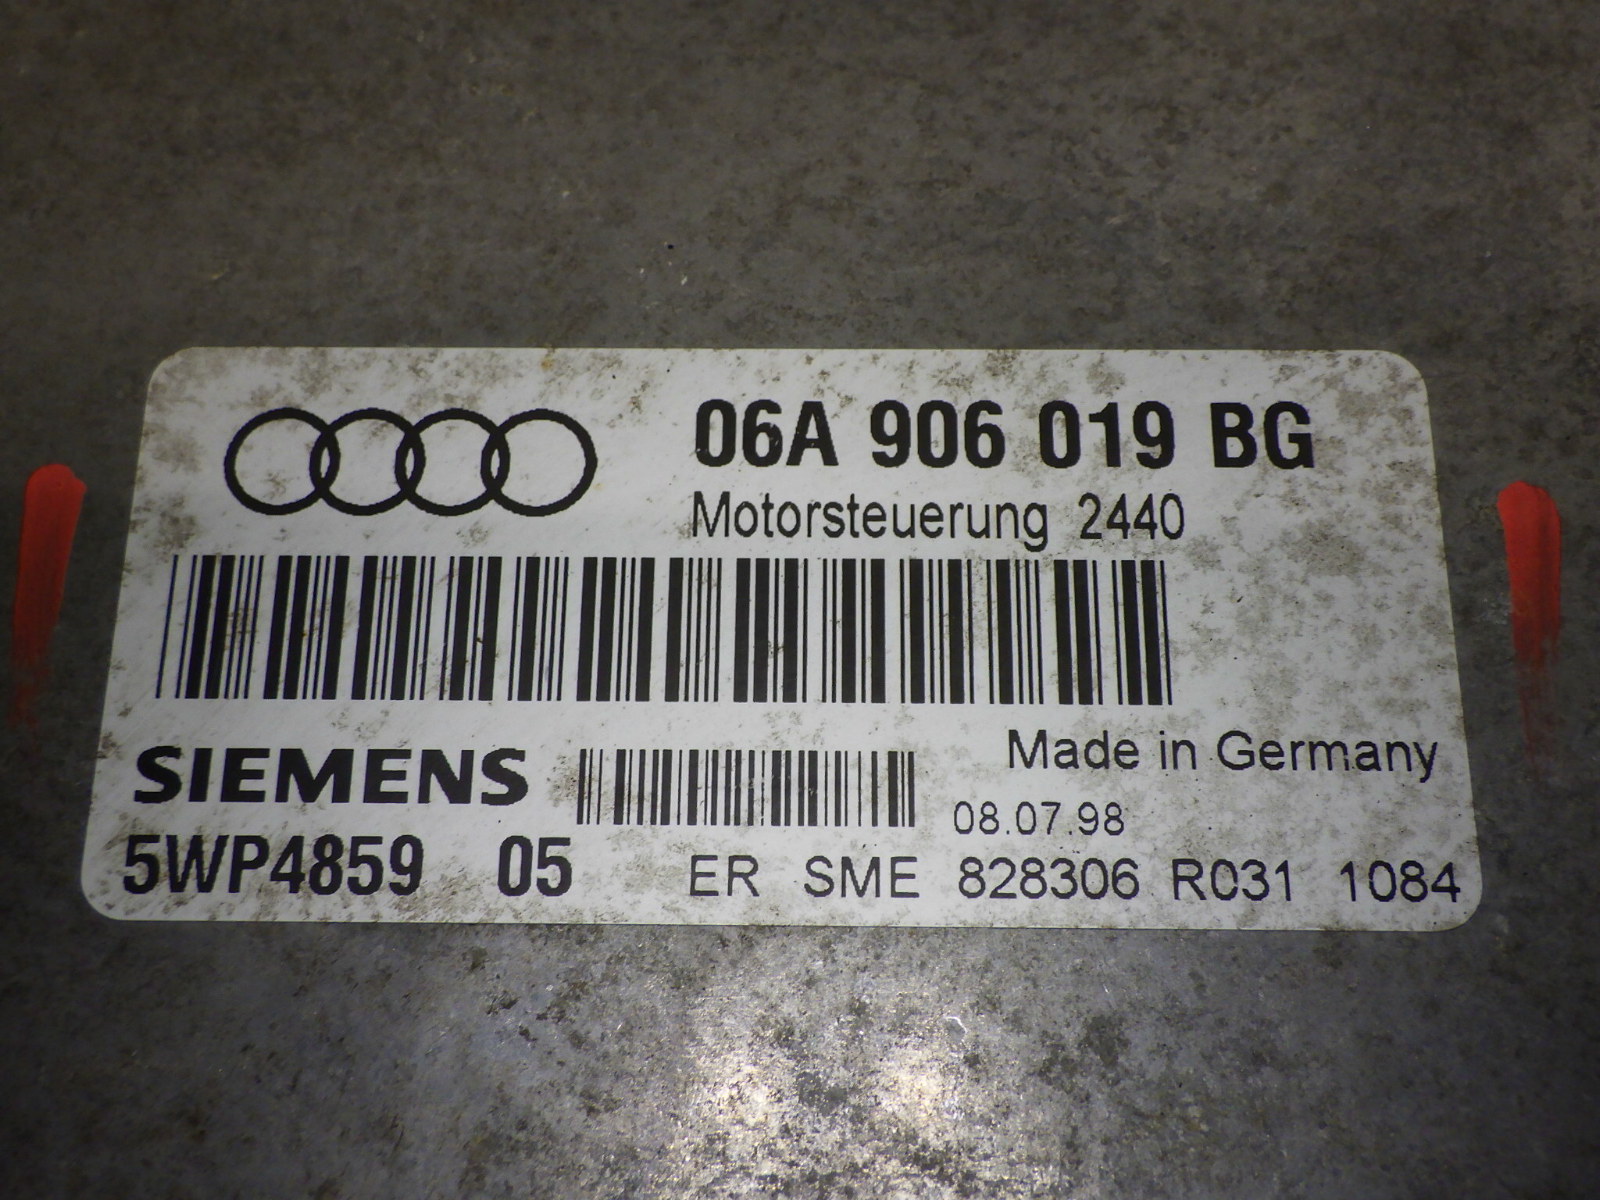 06A 906 019 BG
Motorsteuerung 2440
Made in Germany
SIEMENS
08.07.98
5WP4859 05
ER SME 828306 R031 1084